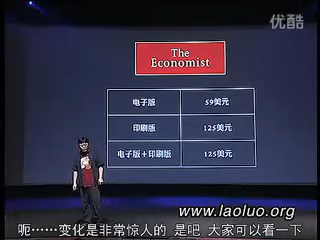 优酷
The
Economist
电子版 59美元
印刷版 125美元
电子版+印刷版 125美元
www.laoluo.org
呃……变化是非常惊人的 是吧 大家可以看一下